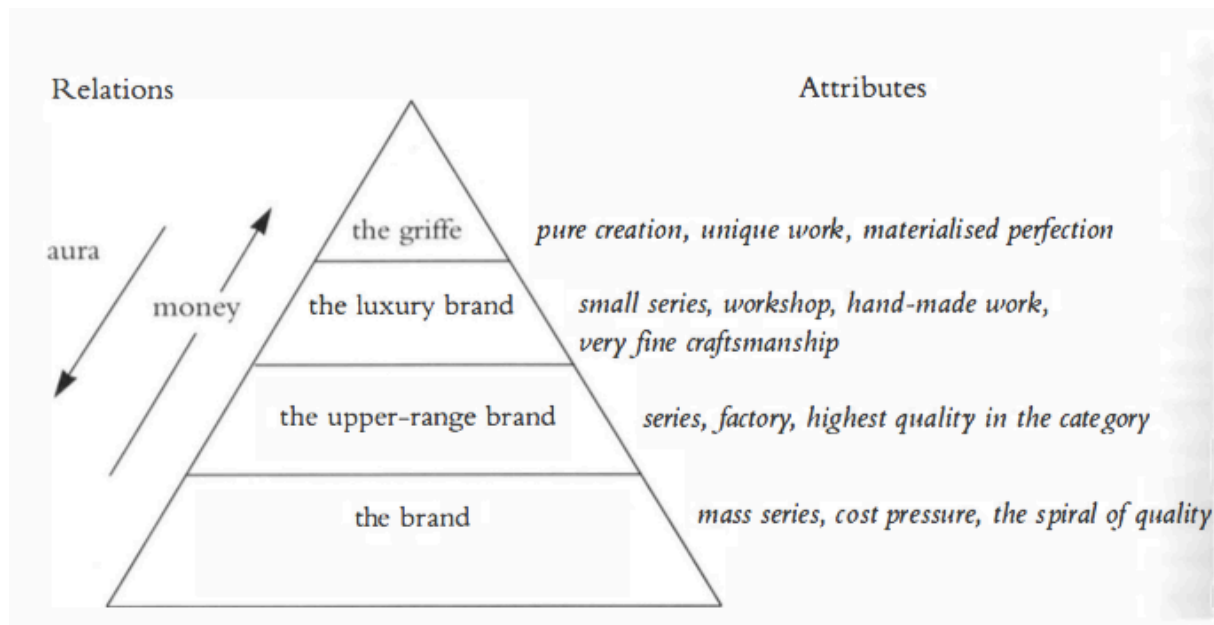 Relations
Attributes
aura
money
the griffe
pure creation, unique work, materialised perfection
the luxury brand
small series, workshop, hand-made work,
very fine craftsmanship
the upper-range brand
series, factory, highest quality in the category
the brand
mass series, cost pressure, the spiral of quality